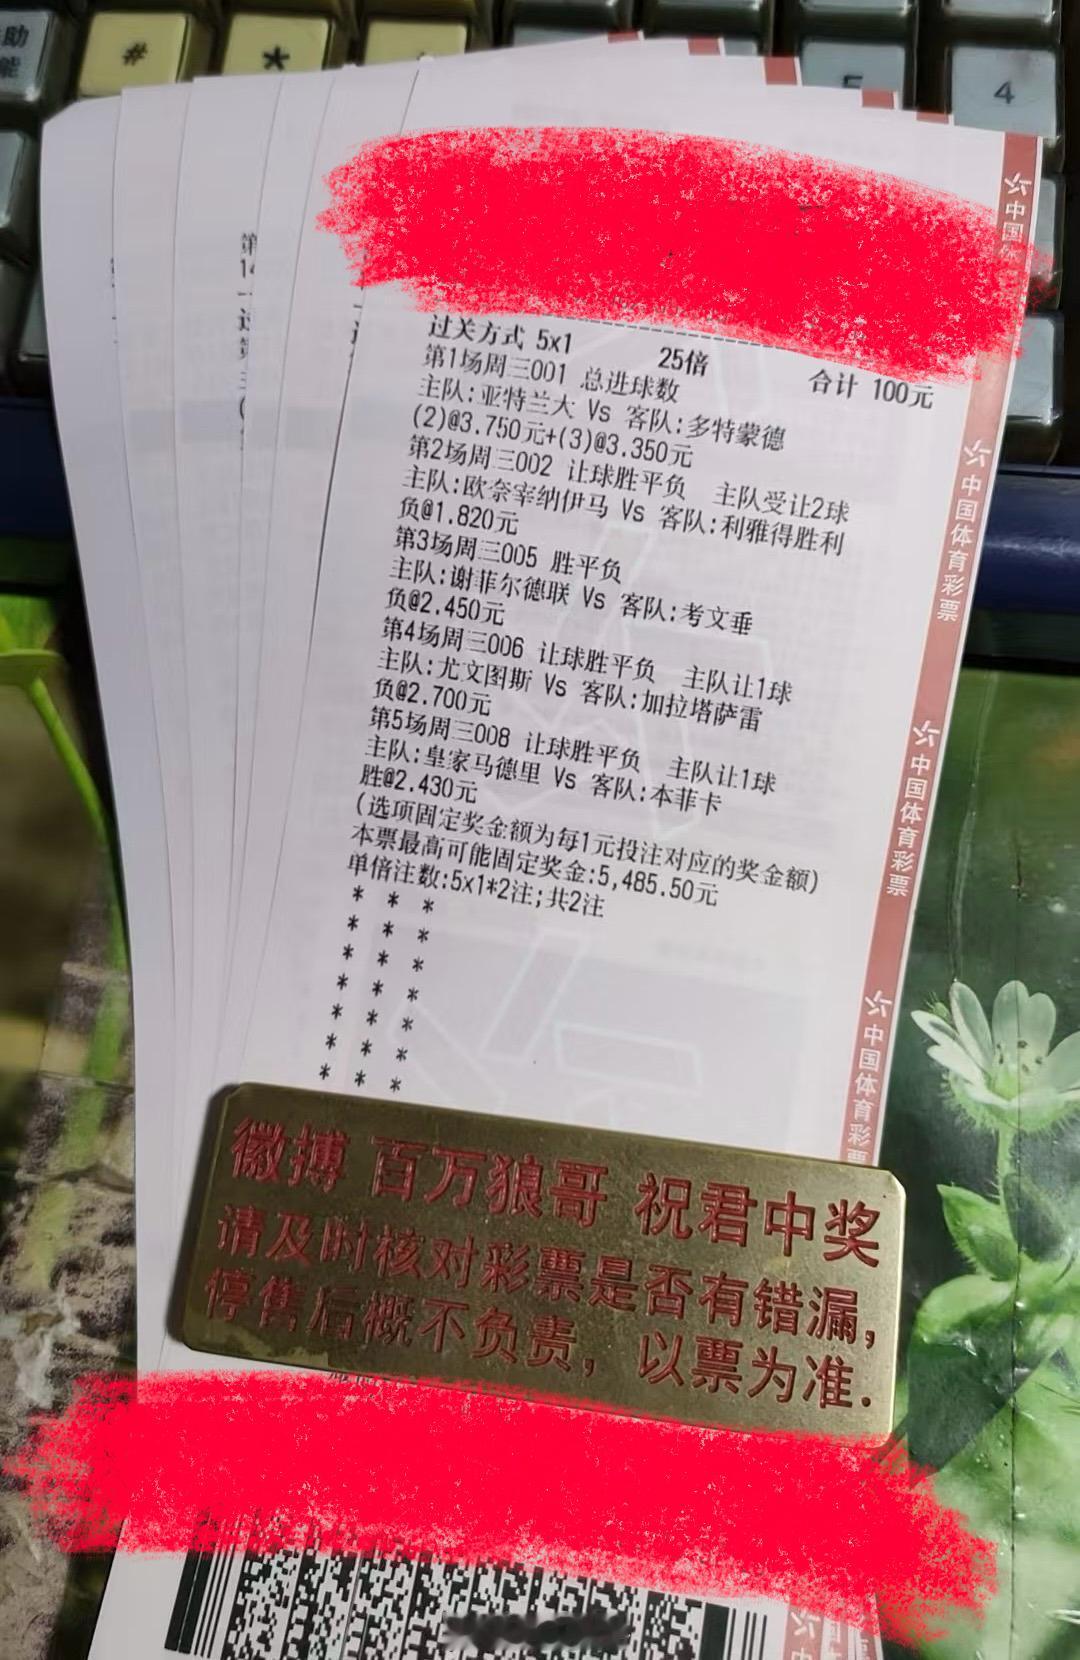 助
能
#
*
5
4
第
14
过关方式 5x1 25倍 合计 100元
第1场周三001 总进球数
主队:亚特兰大 Vs 客队:多特蒙德
(2)@3.750元+(3)@3.350元
第2场周三002 让球胜平负 主队受让2球
主队:欧奈宰纳伊马 Vs 客队:利雅得胜利
负@1.820元
第3场周三005 胜平负
主队:谢菲尔德联 Vs 客队:考文垂
负@2.450元
第4场周三006 让球胜平负 主队让1球
主队:尤文图斯 Vs 客队:加拉塔萨雷
负@2.700元
第5场周三008 让球胜平负 主队让1球
主队:皇家马德里 Vs 客队:本菲卡
胜@2.430元
(选项固定奖金额为每1元投注对应的奖金额)
本票最高可能固定奖金:5,485.50元
单倍注数:5x1*2注;共2注
* * *
* * *
* * *
* * *
* * *
* * *
* * *
中国体育彩票
中国体育彩票
中国体育彩票
徽搏 百万狼哥 祝君中奖
请及时核对彩票是否有错漏,
停售后概不负责, 以票为准.